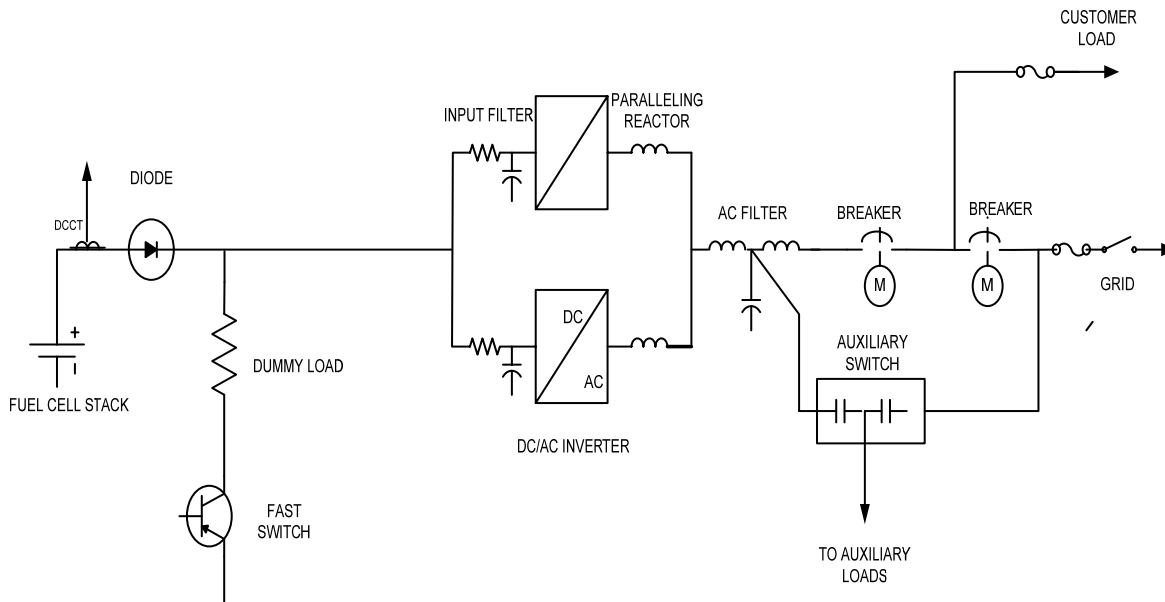 CUSTOMER
LOAD
PARALLELING
REACTOR
INPUT FILTER
DIODE
DCCT
AC FILTER
BREAKER
BREAKER
M
M
GRID
+
DC
AC
AUXILIARY
SWITCH
DUMMY LOAD
FUEL CELL STACK
DC/AC INVERTER
FAST
SWITCH
TO AUXILIARY
LOADS